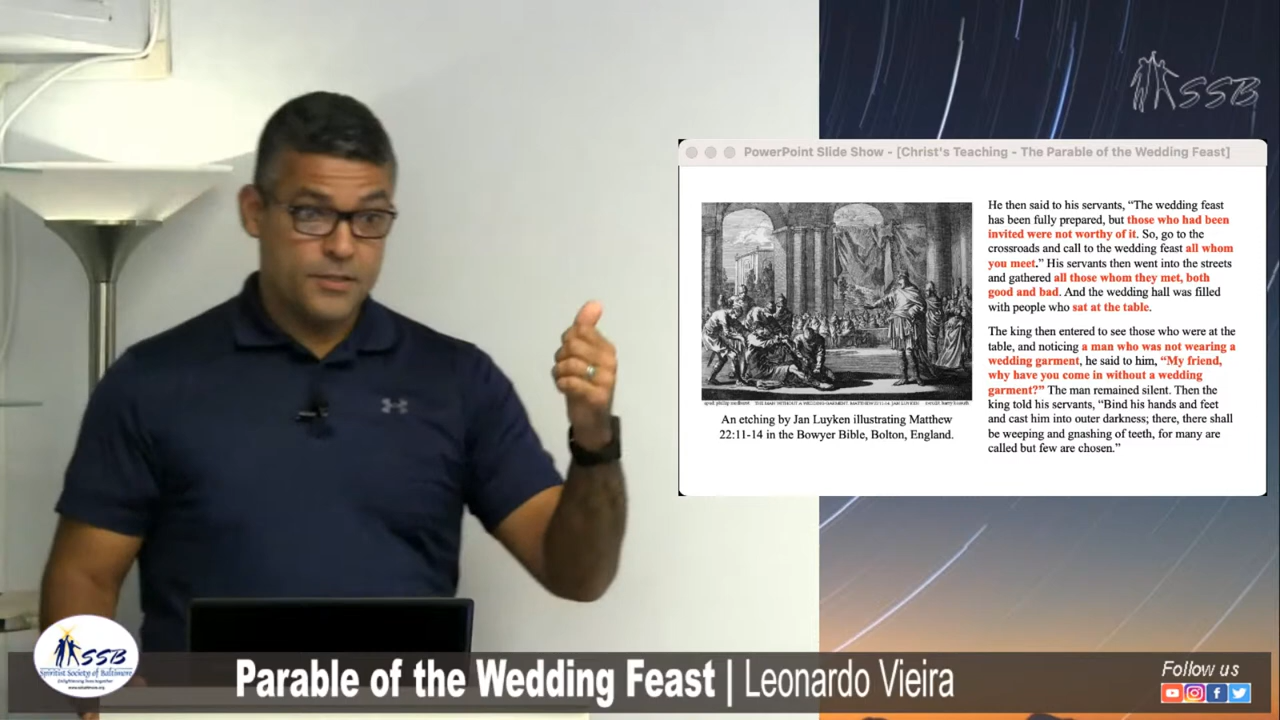 SSB
PowerPoint Slide Show - [Christ's Teaching - The Parable of the Wedding Feast]
He then said to his servants, “The wedding feast
has been fully prepared, but those who had been
invited were not worthy of it. So, go to the
crossroads and call to the wedding feast all whom
you meet.” His servants then went into the streets
and gathered all those whom they met, both
good and bad. And the wedding hall was filled
with people who sat at the table.
The king then entered to see those who were at the
table, and noticing a man who was not wearing a
wedding garment, he said to him, “My friend,
why have you come in without a wedding
garment?” The man remained silent. Then the
king told his servants, “Bind his hands and feet
and cast him into outer darkness; there, there shall
be weeping and gnashing of teeth, for many are
called but few are chosen.”
An etching by Jan Luyken illustrating Matthew
22:11-14 in the Bowyer Bible, Bolton, England.
SSB
Spiritist Society of Baltimore
Parable of the Wedding Feast | Leonardo Vieira
Follow us